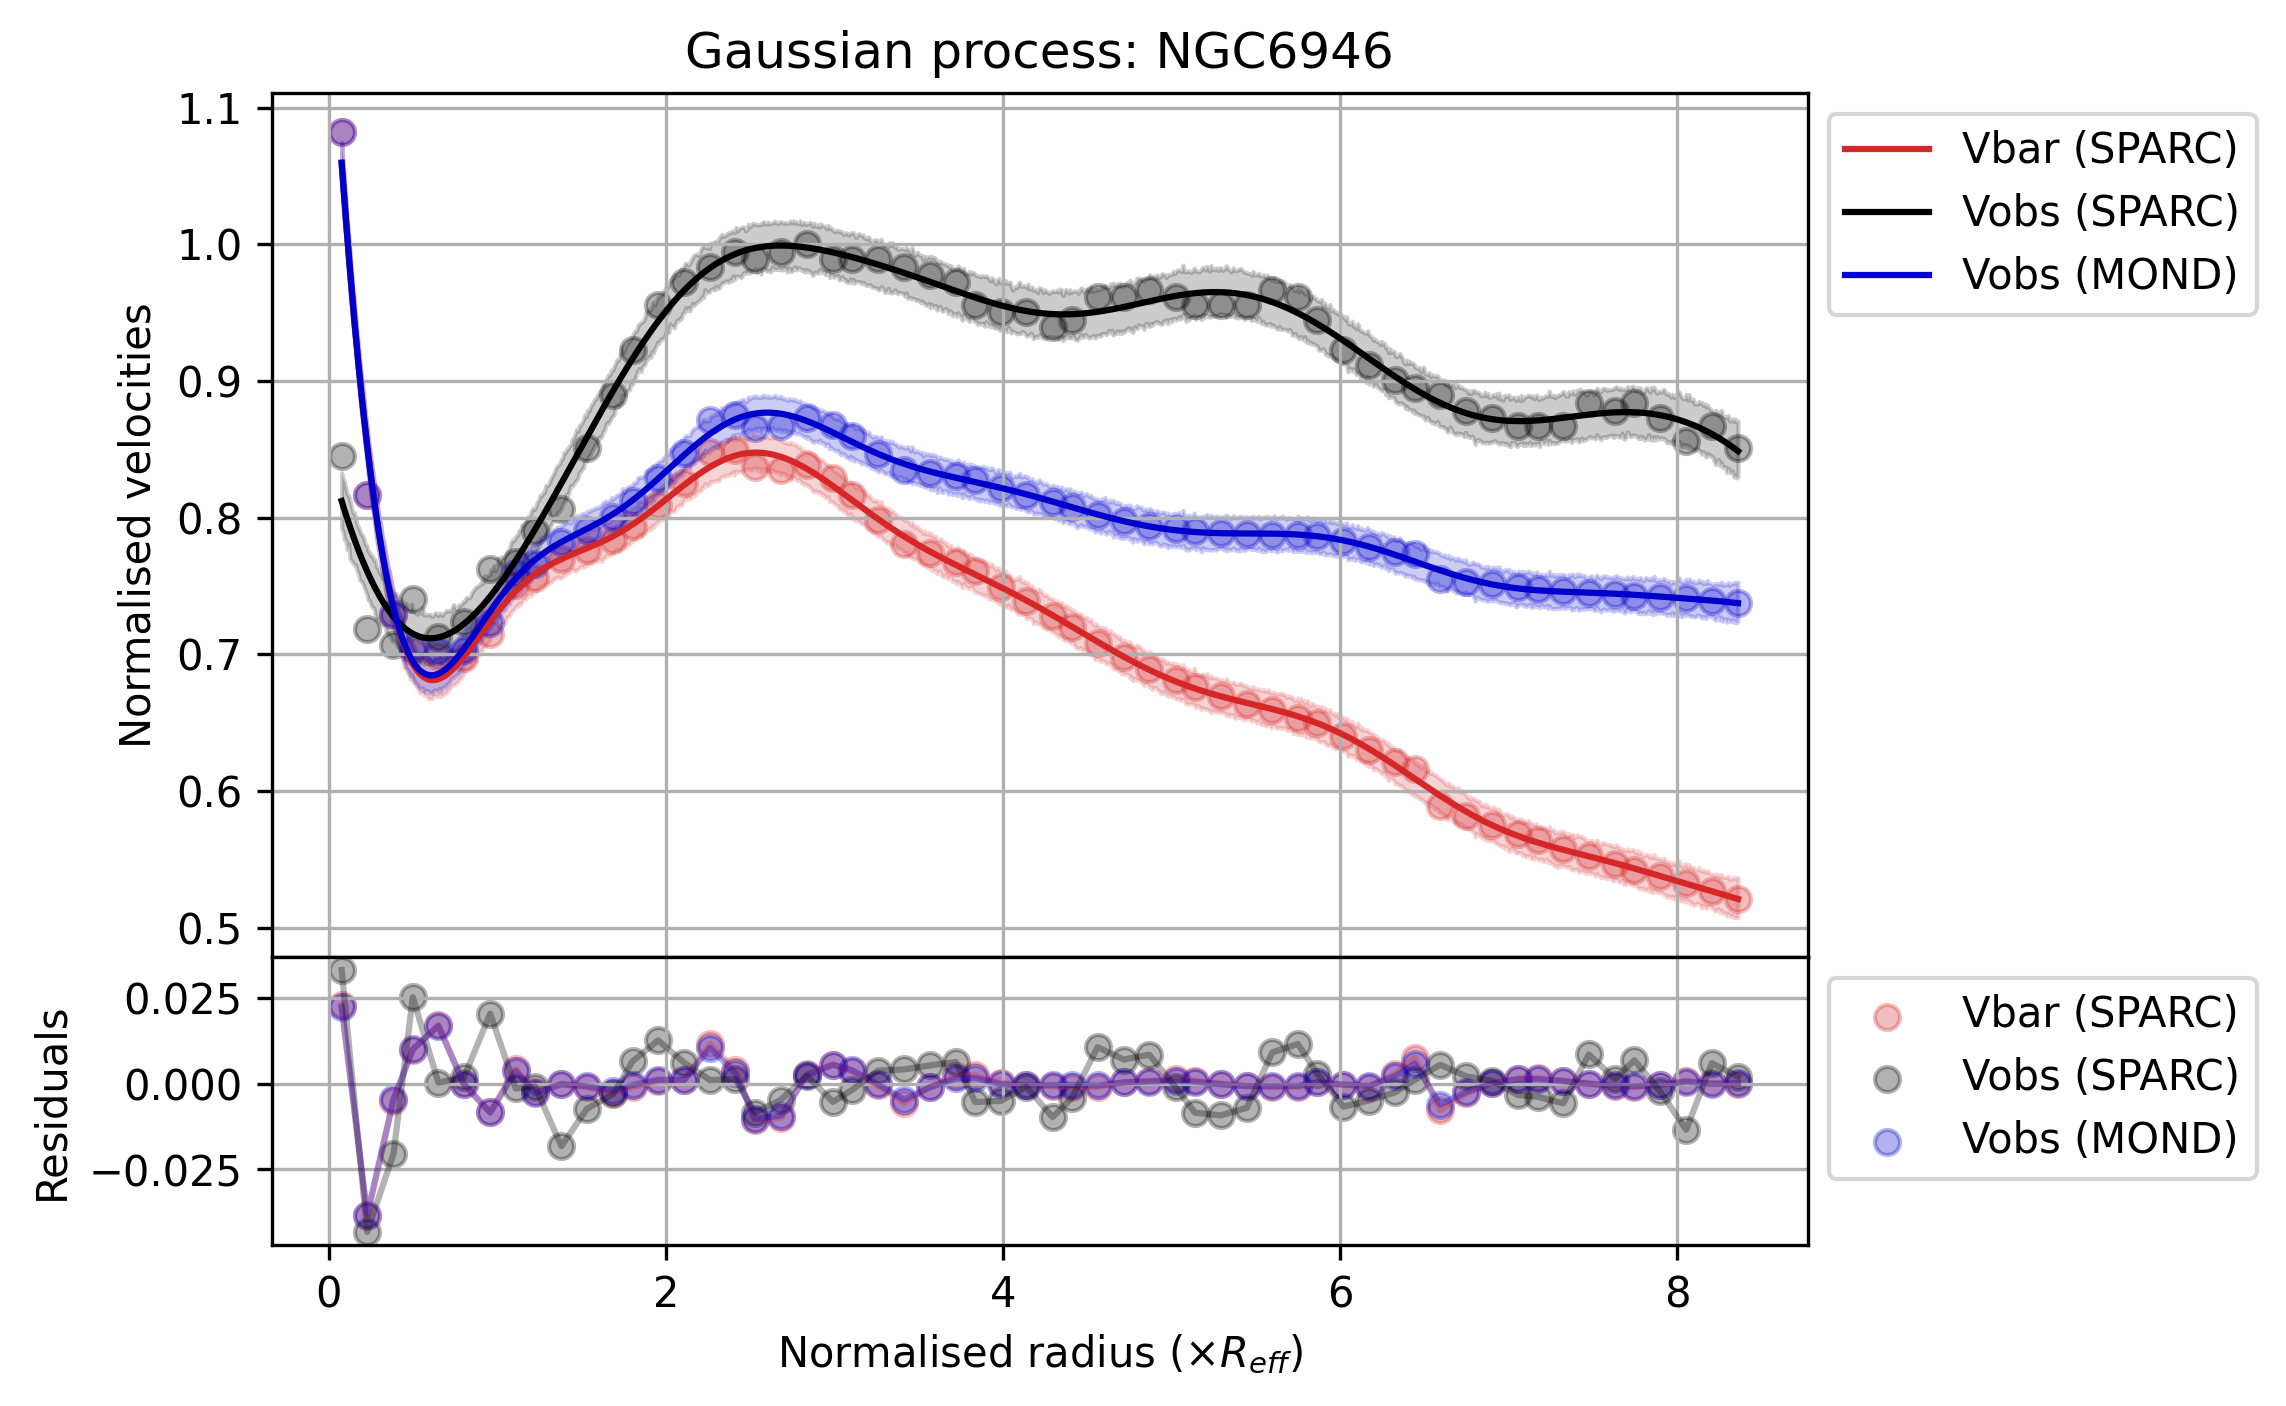 Gaussian process: NGC6946
Normalised velocities
1.1
1.0
0.9
0.8
0.7
0.6
0.5
Vbar (SPARC)
Vobs (SPARC)
Vobs (MOND)
Residuals
0.025
0.000
−0.025
Vbar (SPARC)
Vobs (SPARC)
Vobs (MOND)
0 2 4 6 8
Normalised radius (×R_eff)